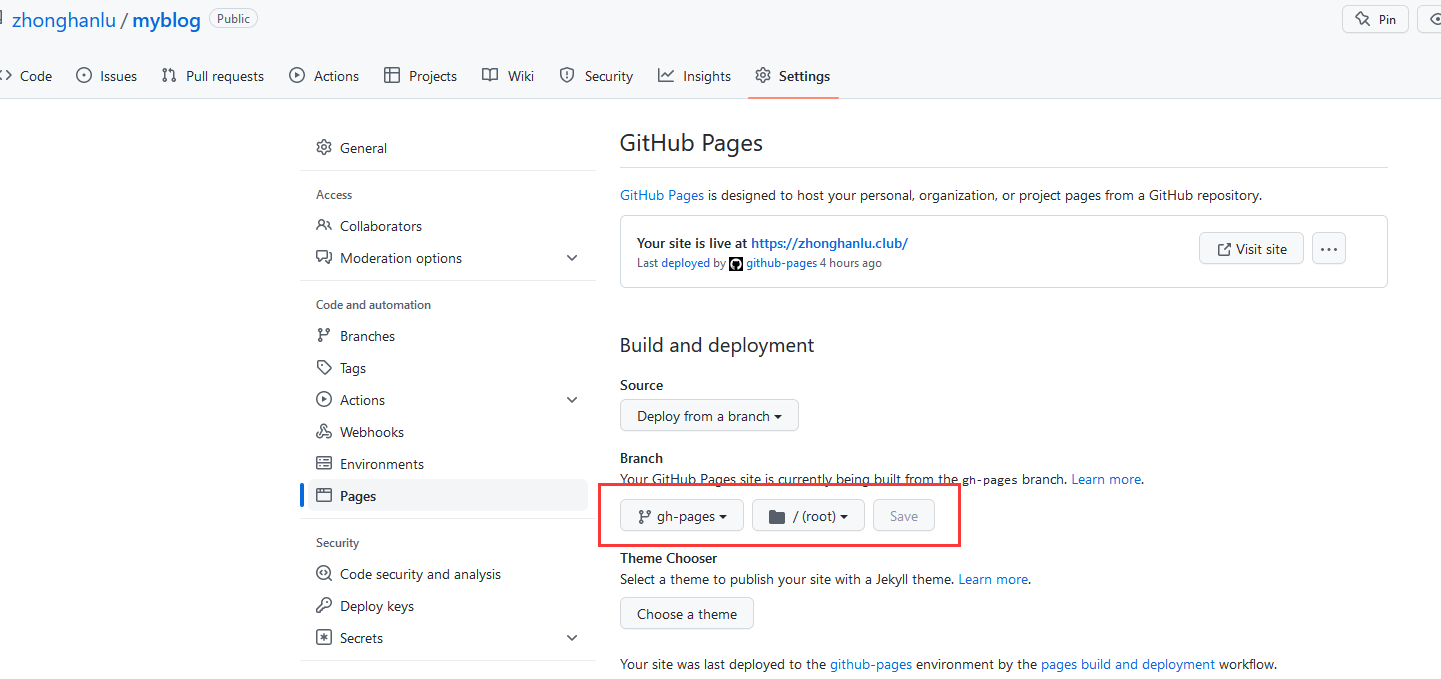 zhonghanlu / myblog Public
Pin
Code Issues Pull requests Actions Projects Wiki Security Insights Settings
General
Access
Collaborators
Moderation options
Code and automation
Branches
Tags
Actions
Webhooks
Environments
Pages
Security
Code security and analysis
Deploy keys
Secrets
GitHub Pages
GitHub Pages is designed to host your personal, organization, or project pages from a GitHub repository.
Your site is live at https://zhonghanlu.club/
Last deployed by github-pages 4 hours ago
Visit site
Build and deployment
Source
Deploy from a branch
Branch
Your GitHub Pages site is currently being built from the gh-pages branch. Learn more.
gh-pages / (root) Save
Theme Chooser
Select a theme to publish your site with a Jekyll theme. Learn more.
Choose a theme
Your site was last deployed to the github-pages environment by the pages build and deployment workflow.